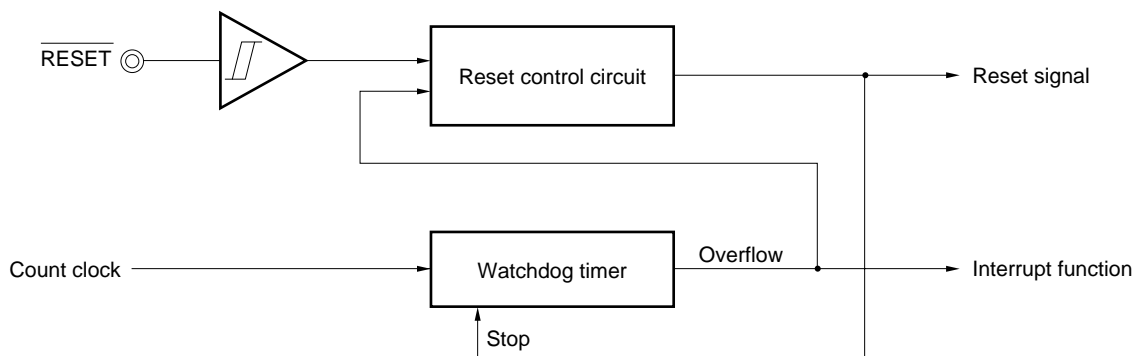 RESET
Reset control circuit
Reset signal
Count clock
Watchdog timer
Overflow
Interrupt function
Stop